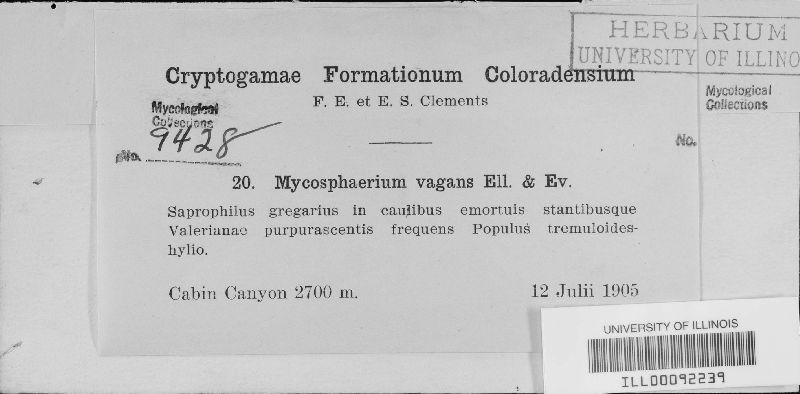 HERBARIUM
UNIVERSITY OF ILLINO
Cryptogamae Formationum Coloradensium
F. E. et E. S. Clements
Mycological
Collections
9428
No.
Mycological
Collections
No.
20. Mycosphaerium vagans Ell. & Ev.
Saprophilus gregarius in caulibus emortuis stantibusque
Valerianae purpurascentis frequens Populus tremuloides-
hylio.
Cabin Canyon 2700 m.
12 Julii 1905
UNIVERSITY OF ILLINOIS
ILL00092239